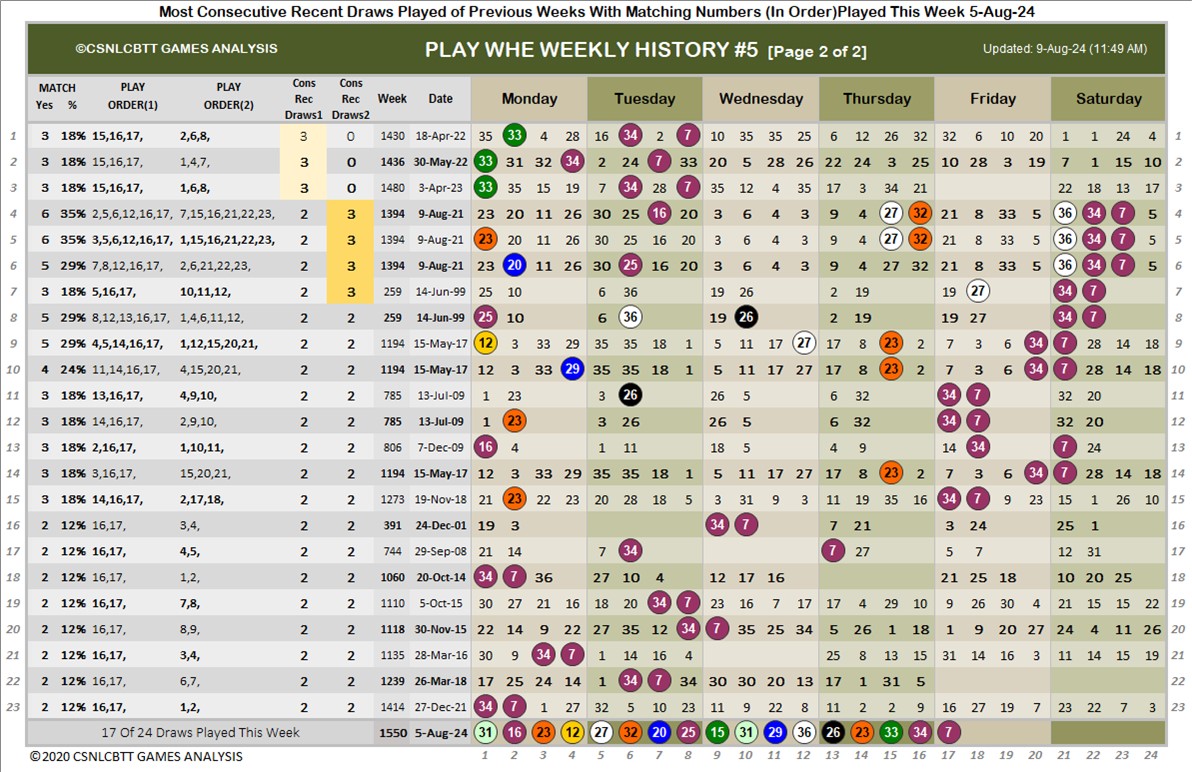 Most Consecutive Recent Draws Played of Previous Weeks With Matching Numbers (In Order)Played This Week 5-Aug-24
©CSNLCBTT GAMES ANALYSIS PLAY WHE WEEKLY HISTORY #5 [Page 2 of 2] Updated: 9-Aug-24 (11:49 AM)
MATCH Yes % PLAY ORDER(1) PLAY ORDER(2) Cons Rec Draws1 Cons Rec Draws2 Week Date Monday Tuesday Wednesday Thursday Friday Saturday
1 3 18% 15,16,17, 2,6,8, 3 0 1430 18-Apr-22 35 33 4 28 16 34 2 7 10 35 35 25 6 12 26 32 3 6 10 20 1 1 24 4 1
2 3 18% 15,16,17, 1,4,7, 3 0 1436 30-May-22 33 31 32 34 2 24 7 33 20 5 28 26 22 24 3 25 10 28 3 19 7 1 15 10 2
3 3 18% 15,16,17, 1,6,8, 3 0 1480 3-Apr-23 33 35 15 19 7 34 28 7 35 12 4 35 17 3 34 21 22 18 13 17 3
4 6 35% 2,5,6,12,16,17, 7,15,16,21,22,23, 2 3 1394 9-Aug-21 23 20 11 26 30 25 16 20 3 6 4 3 9 4 27 32 21 8 33 5 36 34 7 5 4
5 6 35% 3,5,6,12,16,17, 1,15,16,21,22,23, 2 3 1394 9-Aug-21 23 20 11 26 30 25 16 20 3 6 4 3 9 4 27 32 21 8 33 5 36 34 7 5 5
6 5 29% 7,8,12,16,17, 2,6,21,22,23, 2 3 1394 9-Aug-21 23 20 11 26 30 25 16 20 3 6 4 3 9 4 27 32 21 8 33 5 36 34 7 5 6
7 3 18% 5,16,17, 10,11,12, 2 3 259 14-Jun-99 25 10 6 36 19 26 2 19 19 27 34 7 7
8 5 29% 8,12,13,16,17, 1,4,6,11,12, 2 2 259 14-Jun-99 25 10 6 36 19 26 2 19 19 27 34 7 8
9 5 29% 4,5,14,16,17, 1,12,15,20,21, 2 2 1194 15-May-17 12 3 33 29 35 35 18 1 5 11 17 27 17 8 23 2 7 3 6 34 7 28 14 18 9
10 4 24% 11,14,16,17, 4,15,20,21, 2 2 1194 15-May-17 12 3 33 29 35 35 18 1 5 11 17 27 17 8 23 2 7 3 6 34 7 28 14 18 10
11 3 18% 13,16,17, 4,9,10, 2 2 785 13-Jul-09 1 23 3 26 26 5 6 32 34 7 32 20 11
12 3 18% 14,16,17, 2,9,10, 2 2 785 13-Jul-09 1 23 3 26 26 5 6 32 34 7 32 20 12
13 3 18% 2,16,17, 1,10,11, 2 2 806 7-Dec-09 16 4 1 11 18 5 4 9 14 34 7 24 13
14 3 18% 3,16,17, 15,20,21, 2 2 1194 15-May-17 12 3 33 29 35 35 18 1 5 11 17 27 17 8 23 2 7 3 6 34 7 28 14 18 14
15 3 18% 14,16,17, 2,17,18, 2 2 1273 19-Nov-18 21 23 22 23 20 28 18 5 3 31 9 3 11 19 35 16 34 7 9 23 15 1 26 10 15
16 2 12% 16,17, 3,4, 2 2 391 24-Dec-01 19 3 34 7 7 21 3 24 25 1 16
17 2 12% 16,17, 4,5, 2 2 744 29-Sep-08 21 14 7 34 7 27 5 7 12 31 17
18 2 12% 16,17, 1,2, 2 2 1060 20-Oct-14 34 7 36 27 10 4 12 17 16 21 25 18 10 20 25 18
19 2 12% 16,17, 7,8, 2 2 1110 5-Oct-15 30 27 21 16 18 20 34 7 23 16 7 17 17 4 29 10 9 26 30 4 21 15 15 22 19
20 2 12% 16,17, 8,9, 2 2 1118 30-Nov-15 22 14 9 22 27 35 12 34 7 35 25 34 5 26 1 18 1 9 20 27 24 4 11 26 20
21 2 12% 16,17, 3,4, 2 2 1135 28-Mar-16 30 9 34 7 1 14 16 4 25 8 13 15 31 14 16 3 11 14 15 19 21
22 2 12% 16,17, 6,7, 2 2 1239 26-Mar-18 17 25 24 14 1 34 7 34 30 30 20 13 17 1 31 5 22
23 2 12% 16,17, 1,2, 2 2 1414 27-Dec-21 34 7 1 27 32 5 10 23 11 9 22 8 11 2 2 9 16 27 19 7 23 22 7 3 23
17 Of 24 Draws Played This Week 1550 5-Aug-24 31 16 23 12 27 32 20 25 15 31 29 36 26 23 33 34 7
©2020 CSNLCBTT GAMES ANALYSIS 1 2 3 4 5 6 7 8 9 10 11 12 13 14 15 16 17 18 19 20 21 22 23 24